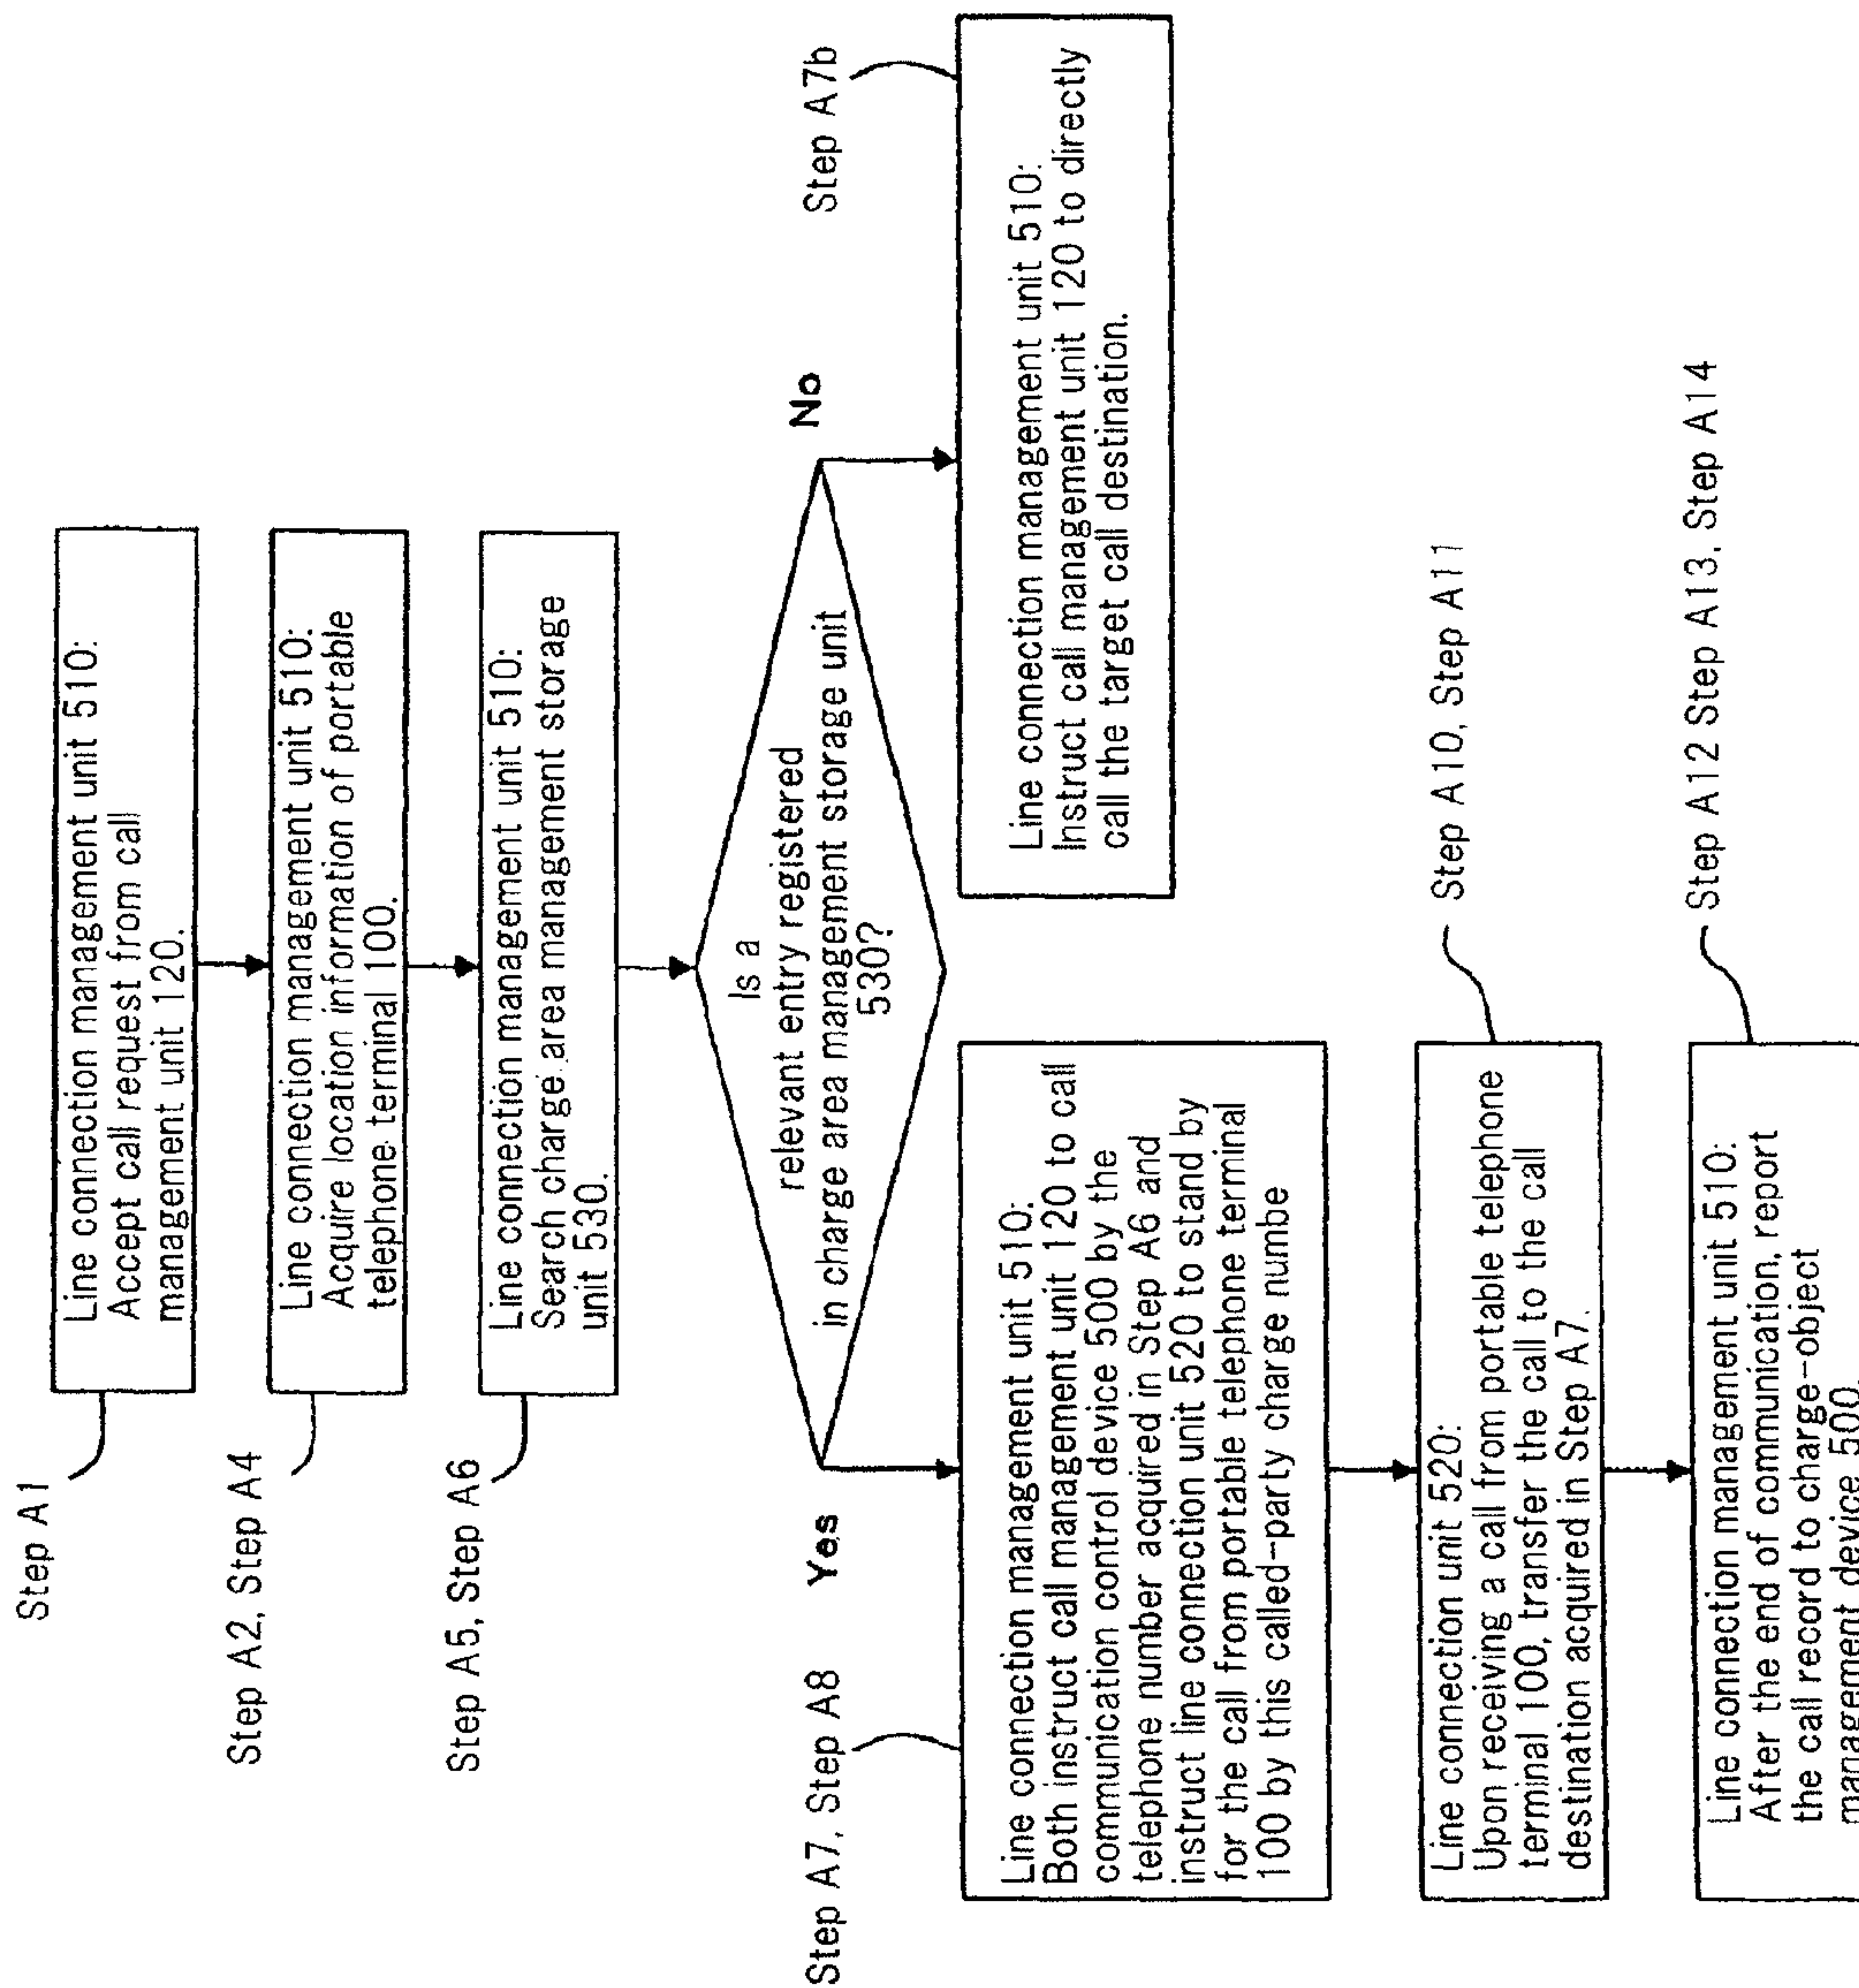 Step A1
Line connection management unit 510:
Accept call request from call
management unit 120.
Step A2, Step A4
Line connection management unit 510:
Acquire location information of portable
telephone terminal 100.
Step A5, Step A6
Line connection management unit 510:
Search charge area management storage
unit 530.
Is a
relevant entry registered
in charge area management storage unit
530?
Yes
No
Step A7, Step A8
Line connection management unit 510:
Both instruct call management unit 120 to call
communication control device 500 by the
telephone number acquired in Step A6 and
instruct line connection unit 520 to stand by
for the call from portable telephone terminal
100 by this called-party charge numbe
Step A7b
Line connection management unit 510:
Instruct call management unit 120 to directly
call the target call destination.
Step A10, Step A11
Line connection unit 520:
Upon receiving a call from portable telephone
terminal 100, transfer the call to the call
destination acquired in Step A7.
Step A12 Step A13, Step A14
Line connection management unit 510:
After the end of communication, report
the call record to charge-object
management device 500.